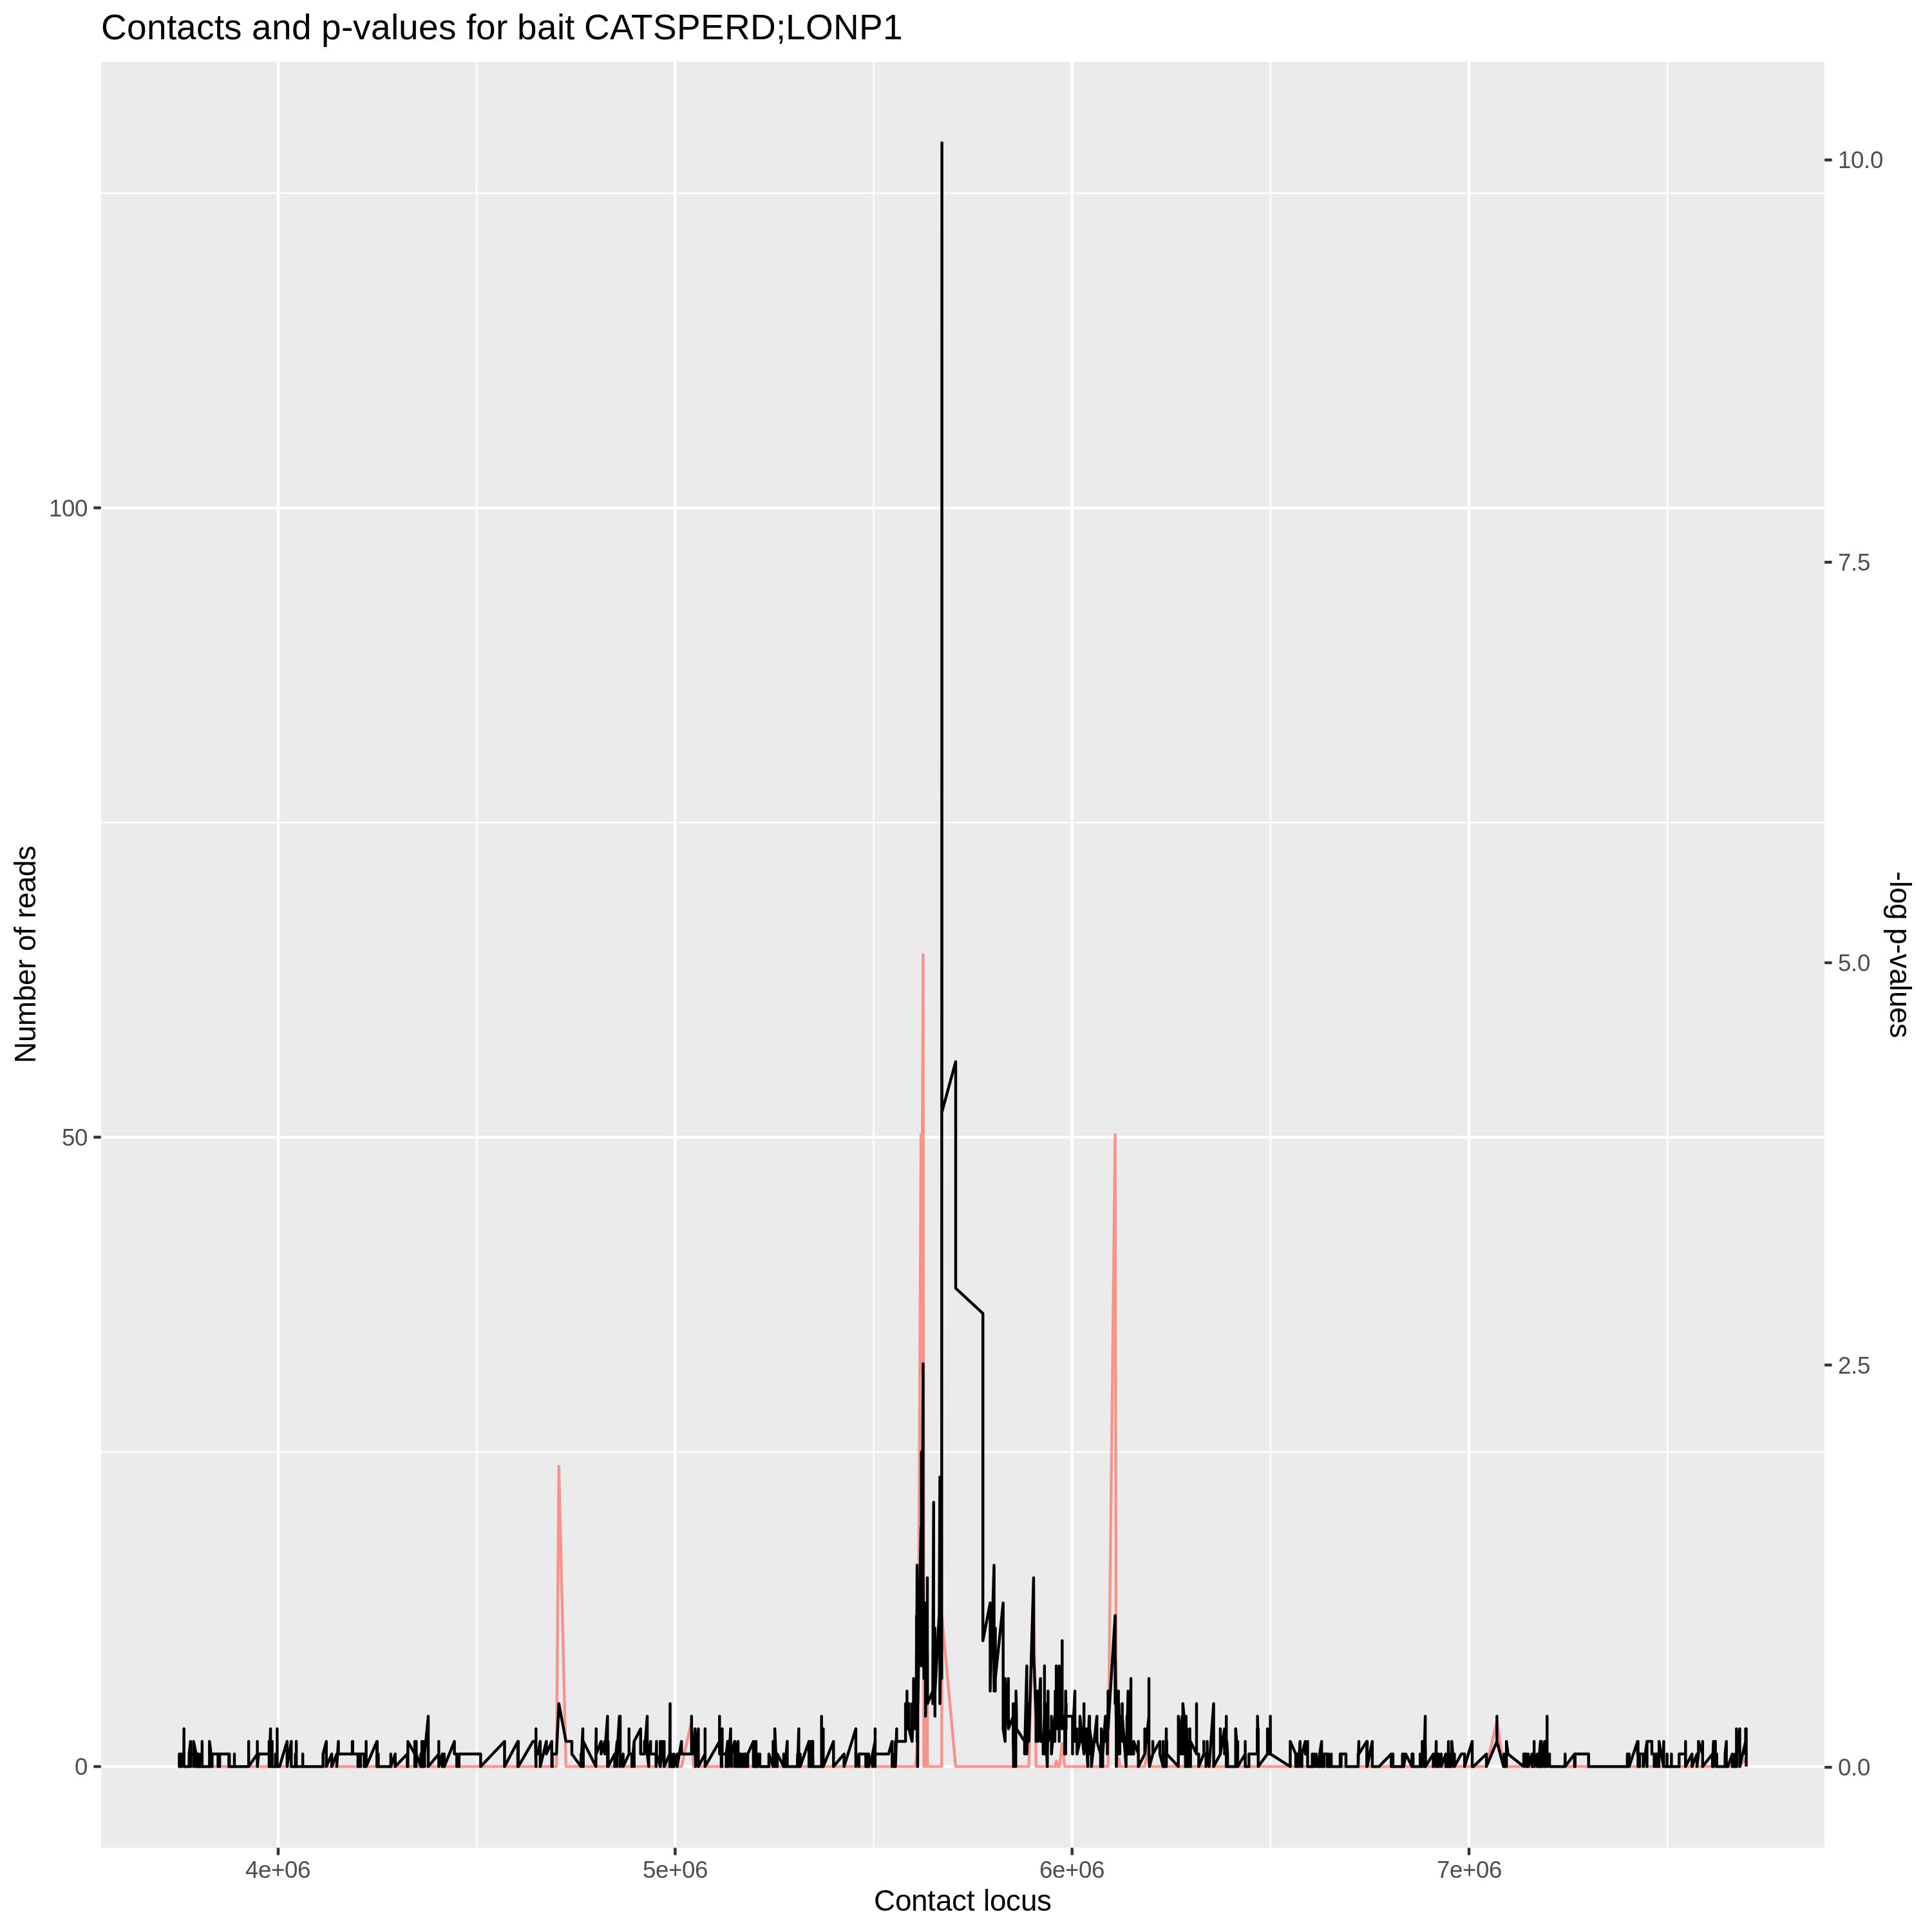 Contacts and p-values for bait CATSPERD;LONP1
Number of reads
100
50
0
10.0
7.5
5.0
2.5
0.0
-log p-values
4e+06
5e+06
6e+06
7e+06
Contact locus